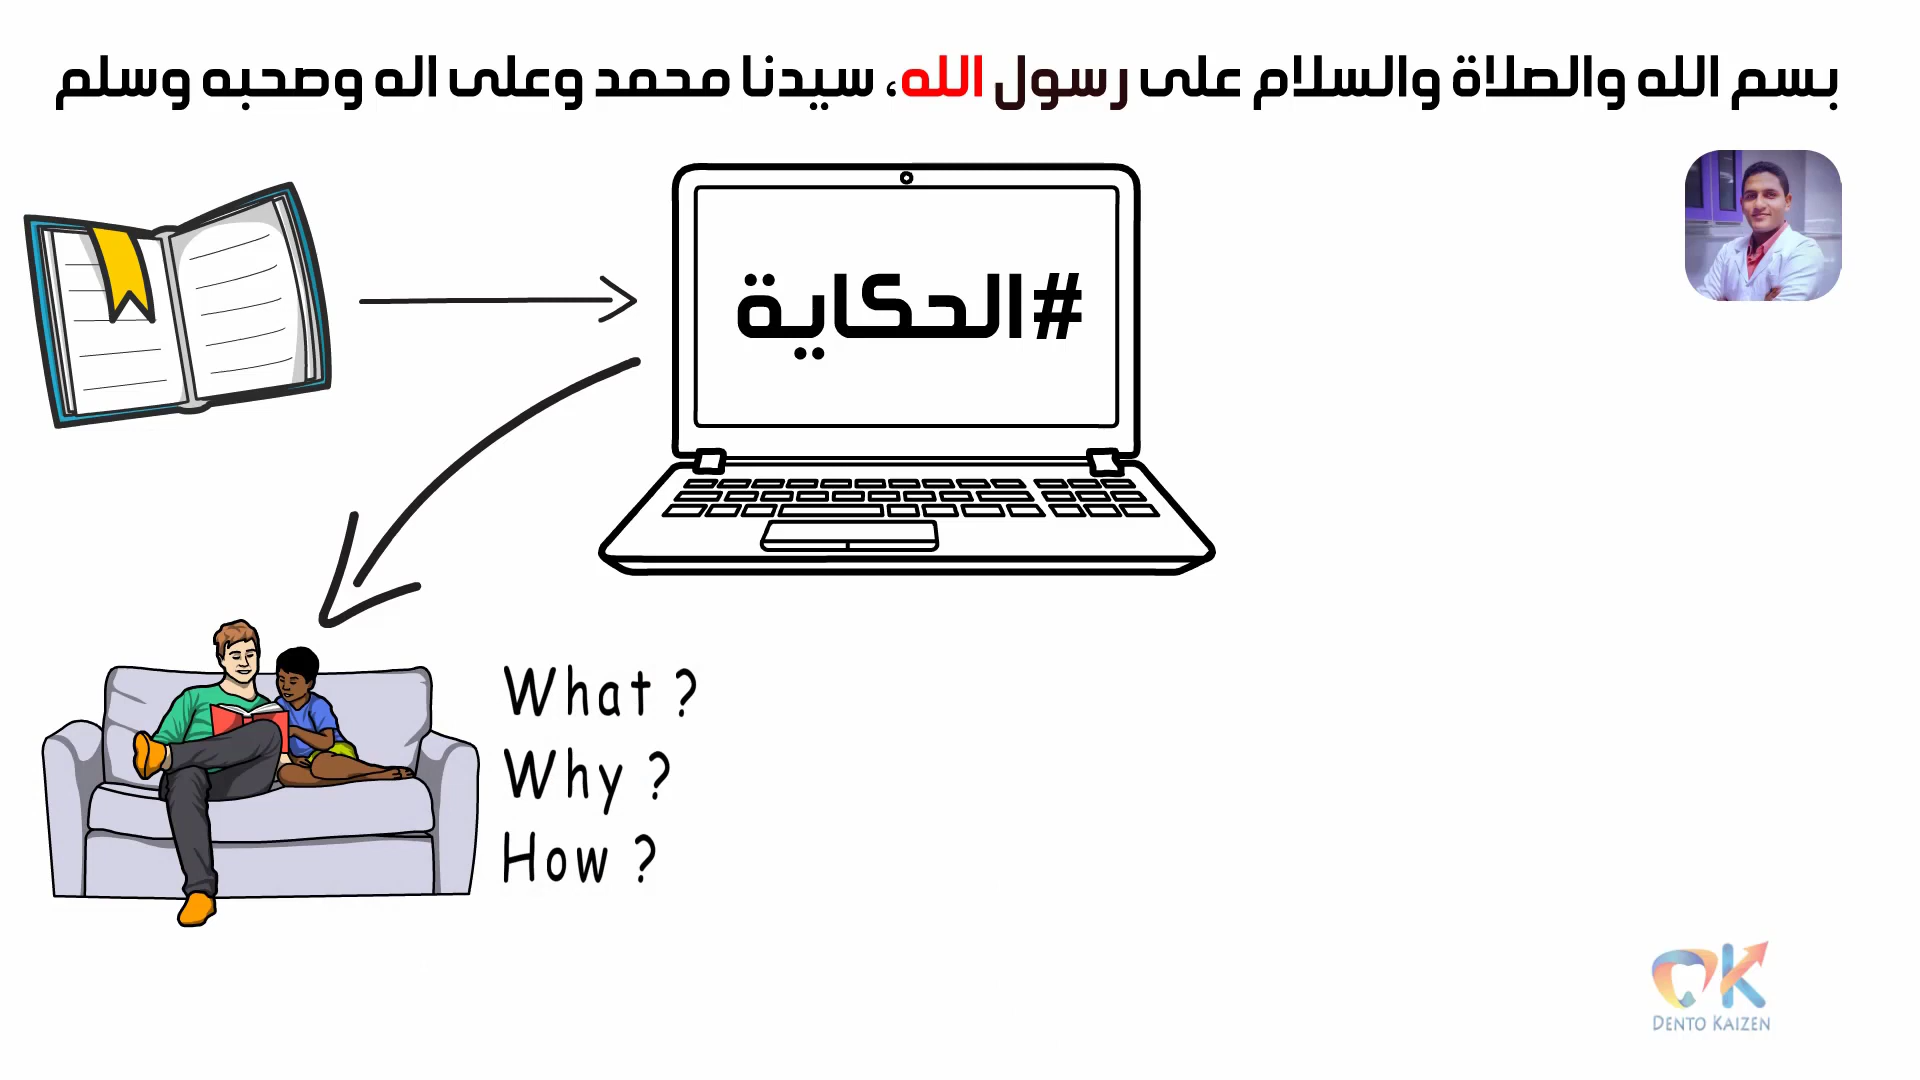 بسم الله والصلاة والسلام على رسول الله، سيدنا محمد وعلى اله وصحبه وسلم
#الحكاية
What ?
Why ?
How ?
DK
DENTO KAIZEN